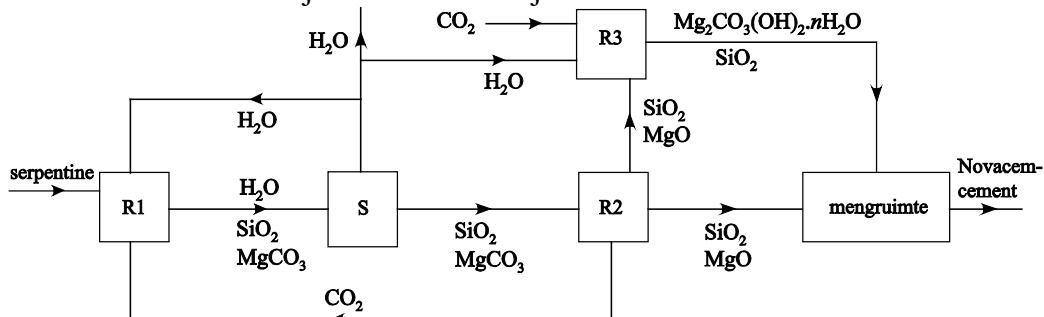 CO₂
R3
Mg₂CO₃(OH)₂.nH₂O
SiO₂
H₂O
H₂O
H₂O
SiO₂
MgO
serpentine
R1
H₂O
SiO₂
MgCO₃
S
SiO₂
MgCO₃
R2
SiO₂
MgO
mengruimte
Novacem-
cement
CO₂